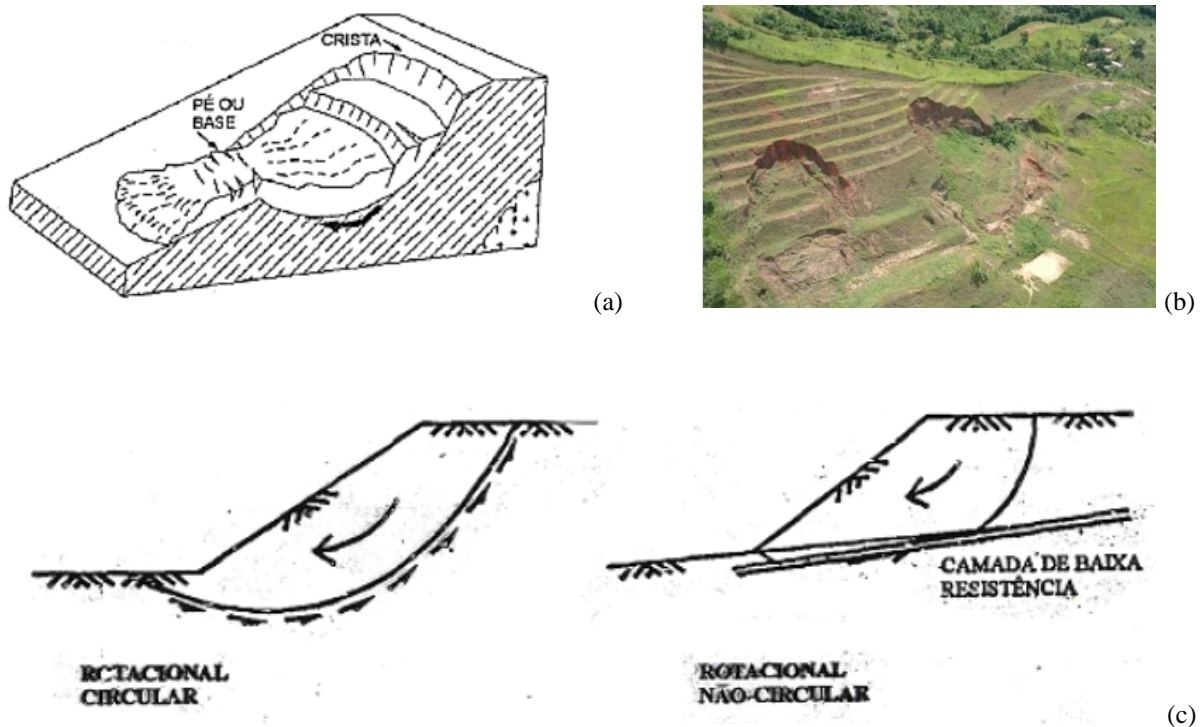 CRISTA
PÉ OU
BASE
(a)
(b)
CAMADA DE BAIXA
RESISTÊNCIA
ROTACIONAL
CIRCULAR
ROTACIONAL
NÃO-CIRCULAR
(c)